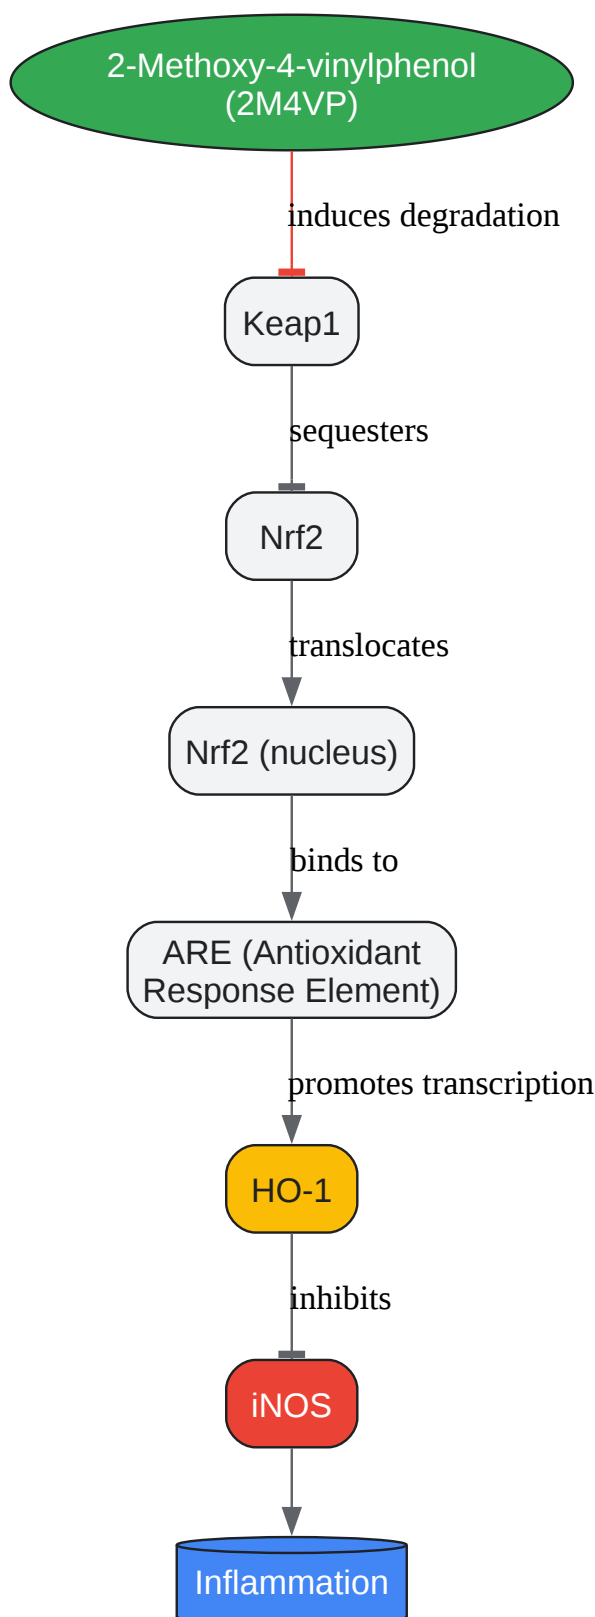 2-Methoxy-4-vinylphenol
(2M4VP)
induces degradation
Keap1
sequesters
Nrf2
translocates
Nrf2 (nucleus)
binds to
ARE (Antioxidant
Response Element)
promotes transcription
HO-1
inhibits
iNOS
Inflammation